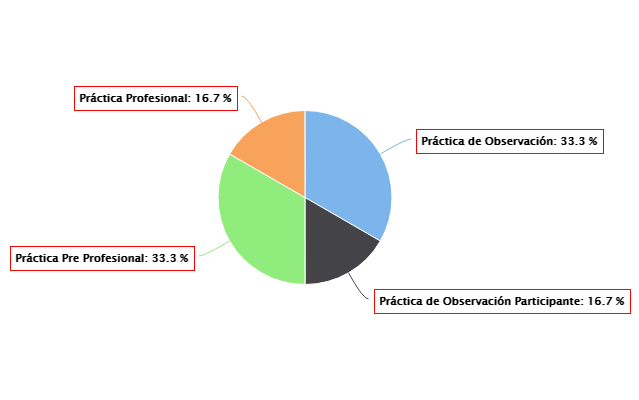 Práctica Profesional: 16.7 %
Práctica de Observación: 33.3 %
Práctica Pre Profesional: 33.3 %
Práctica de Observación Participante: 16.7 %